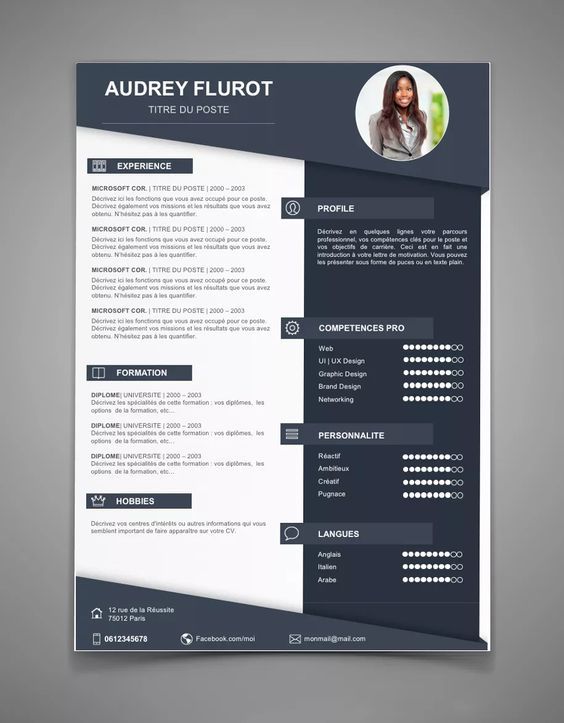 AUDREY FLUROT
TITRE DU POSTE
EXPERIENCE
MICROSOFT COR. | TITRE DU POSTE | 2000 – 2003
Décrivez ici les fonctions que vous avez occupé pour ce poste.
Décrivez également vos missions et les résultats que vous avez
obtenu. N'hésitez pas à les quantifier.
MICROSOFT COR. | TITRE DU POSTE | 2000 – 2003
Décrivez ici les fonctions que vous avez occupé pour ce poste.
Décrivez également vos missions et les résultats que vous avez
obtenu. N'hésitez pas à les quantifier.
MICROSOFT COR. | TITRE DU POSTE | 2000 – 2003
Décrivez ici les fonctions que vous avez occupé pour ce poste.
Décrivez également vos missions et les résultats que vous avez
obtenu. N'hésitez pas à les quantifier.
MICROSOFT COR. | TITRE DU POSTE | 2000 – 2003
Décrivez ici les fonctions que vous avez occupé pour ce poste.
Décrivez également vos missions et les résultats que vous avez
obtenu. N'hésitez pas à les quantifier.
FORMATION
DIPLOME| UNIVERSITE | 2000 – 2003
Décrivez les spécialités de cette formation : vos diplômes, les
options de la formation, etc...
DIPLOME| UNIVERSITE | 2000 – 2003
Décrivez les spécialités de cette formation : vos diplômes, les
options de la formation, etc...
DIPLOME| UNIVERSITE | 2000 – 2003
Décrivez les spécialités de cette formation : vos diplômes, les
options de la formation, etc...
HOBBIES
Décrivez vos centres d'intérêts ou autres informations qui vous
semblent important de faire apparaître sur votre CV.
PROFILE
Décrivez en quelques lignes votre parcours
professionnel, vos compétences clés pour le poste et
vos objectifs de carrière. Ceci est en fait une
introduction à votre lettre de motivation. Vous pouvez
les présenter sous forme de puces ou en texte plain.
COMPETENCES PRO
Web
UI | UX Design
Graphic Design
Brand Design
Networking
PERSONNALITE
Réactif
Ambitieux
Créatif
Pugnace
LANGUES
Anglais
Italien
Arabe
12 rue de la Réussite
75012 Paris
0612345678
Facebook.com/moi
monmail@mail.com